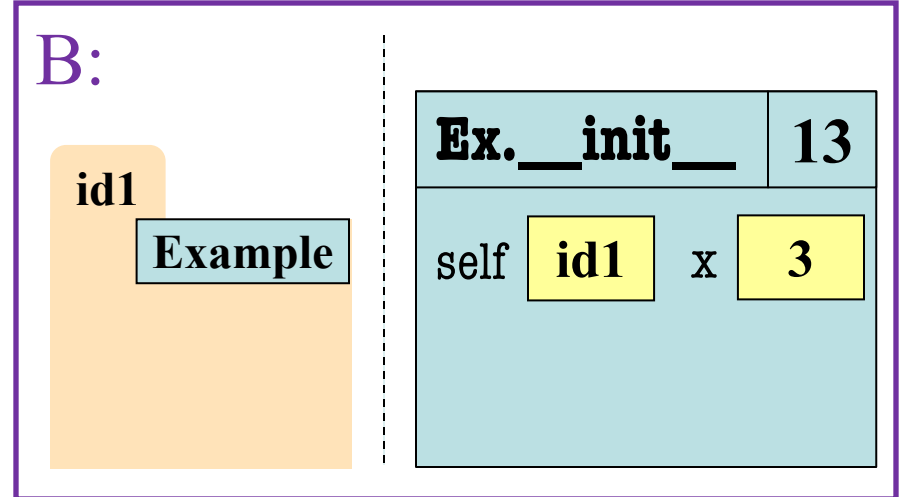 B:
id1
Example
Ex.__init__ 13
self id1 x 3